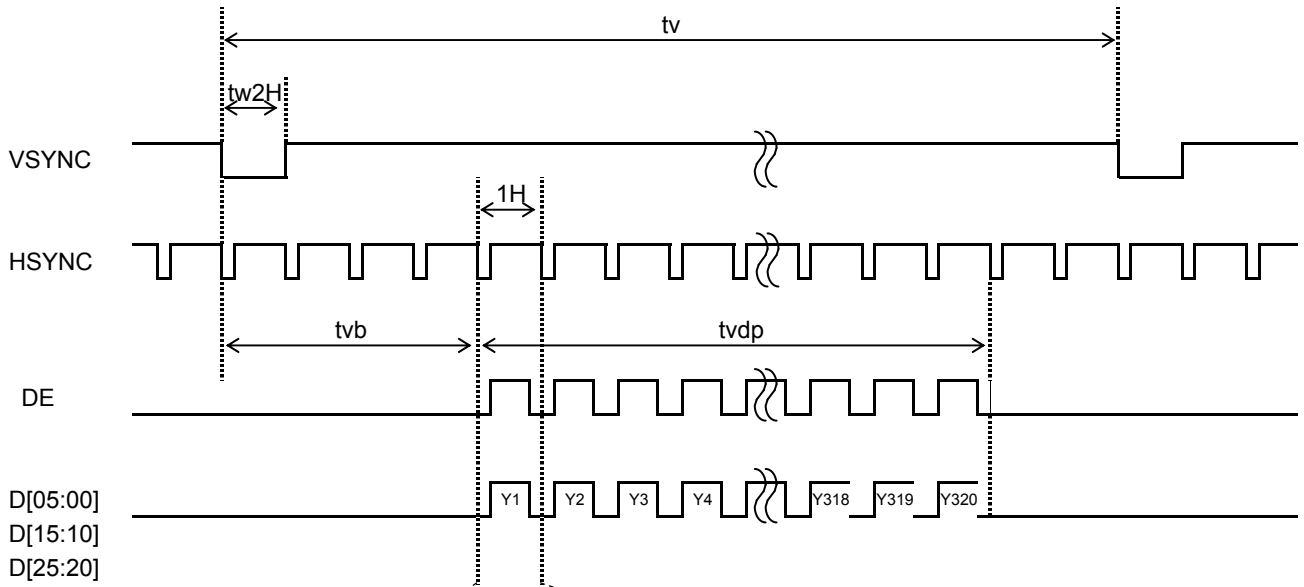 tv
tw2H
VSYNC
1H
HSYNC
tvb
tvdp
DE
D[05:00]
D[15:10]
D[25:20]
Y1 Y2 Y3 Y4 Y318 Y319 Y320